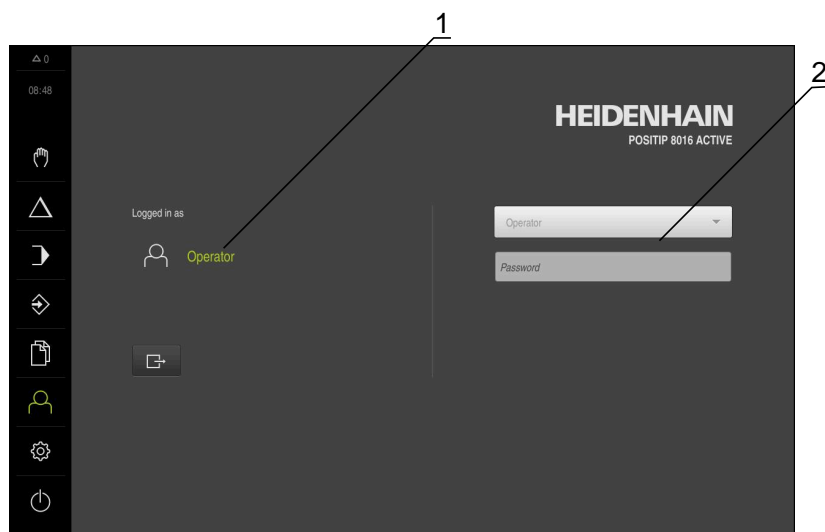 1
2
0
08:48
HEIDENHAIN
POSITIP 8016 ACTIVE
Logged in as
Operator
Operator
Password